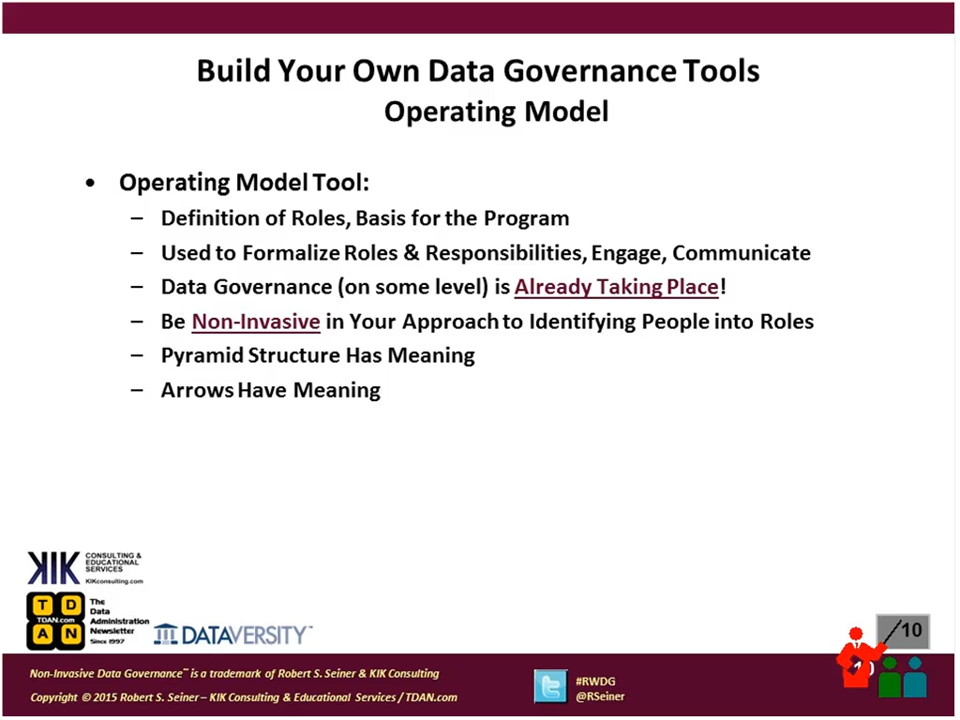 Build Your Own Data Governance Tools
Operating Model
• Operating Model Tool:
– Definition of Roles, Basis for the Program
– Used to Formalize Roles & Responsibilities, Engage, Communicate
– Data Governance (on some level) is Already Taking Place!
– Be Non-Invasive in Your Approach to Identifying People into Roles
– Pyramid Structure Has Meaning
– Arrows Have Meaning
KIK CONSULTING &
EDUCATIONAL
SERVICES
KIKconsulting.com
T D
TDAN.com
A N
The
Data
Administration
Newsletter
Since 1997
DATAVERSITY™
/10
Non-Invasive Data Governance™ is a trademark of Robert S. Seiner & KIK Consulting
Copyright © 2015 Robert S. Seiner – KIK Consulting & Educational Services / TDAN.com
#RWDG
@RSeiner